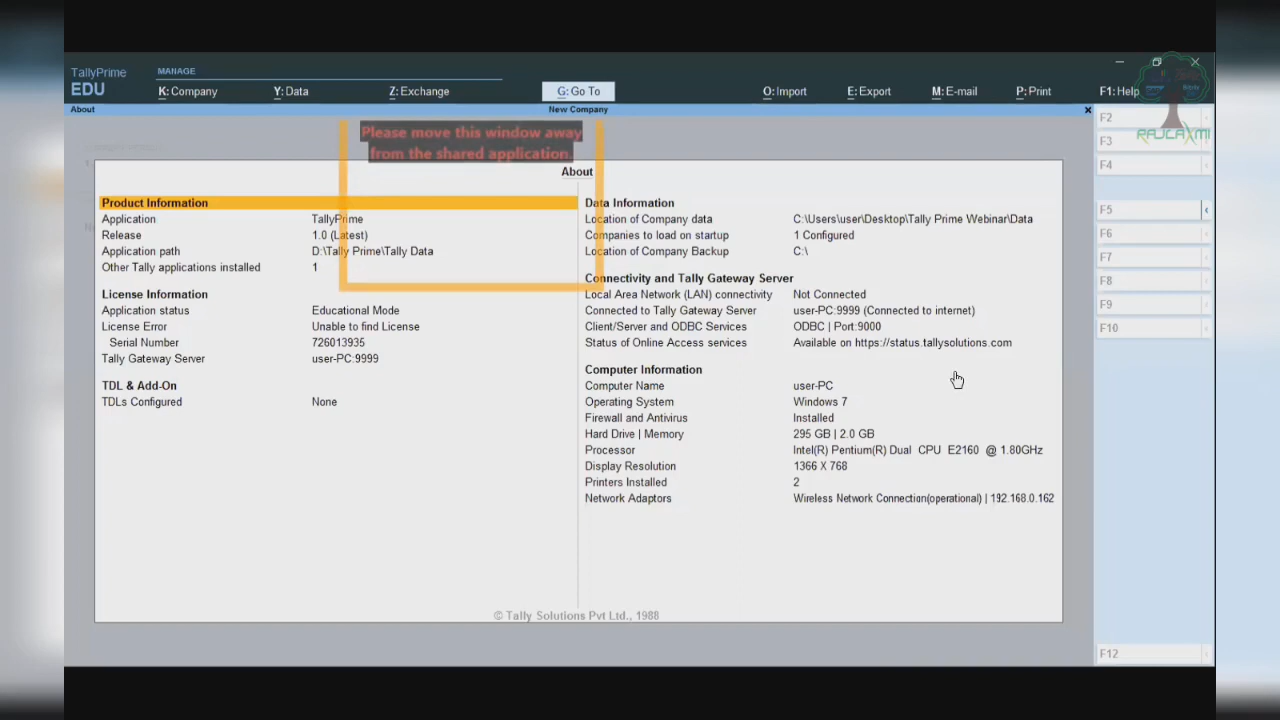 TallyPrime
EDU
MANAGE
K: Company
Y: Data
Z: Exchange
G: Go To
O: Import
E: Export
M: E-mail
P: Print
F1: Help
About
New Company
Please move this window away
from the shared application.
RAJLAXMI
About
Product Information
Application TallyPrime
Release 1.0 (Latest)
Application path D:\Tally Prime\Tally Data
Other Tally applications installed 1
License Information
Application status Educational Mode
License Error Unable to find License
Serial Number 726013935
Tally Gateway Server user-PC:9999
TDL & Add-On
TDLs Configured None
Data Information
Location of Company data C:\Users\user\Desktop\Tally Prime Webinar\Data
Companies to load on startup 1 Configured
Location of Company Backup C:\
Connectivity and Tally Gateway Server
Local Area Network (LAN) connectivity Not Connected
Connected to Tally Gateway Server user-PC:9999 (Connected to internet)
Client/Server and ODBC Services ODBC | Port:9000
Status of Online Access services Available on https://status.tallysolutions.com
Computer Information
Computer Name user-PC
Operating System Windows 7
Firewall and Antivirus Installed
Hard Drive | Memory 295 GB | 2.0 GB
Processor Intel(R) Pentium(R) Dual CPU E2160 @ 1.80GHz
Display Resolution 1366 X 768
Printers Installed 2
Network Adaptors Wireless Network Connection(operational) | 192.168.0.162
© Tally Solutions Pvt Ltd., 1988
F2
F3
F4
F5
F6
F7
F8
F9
F10
F12